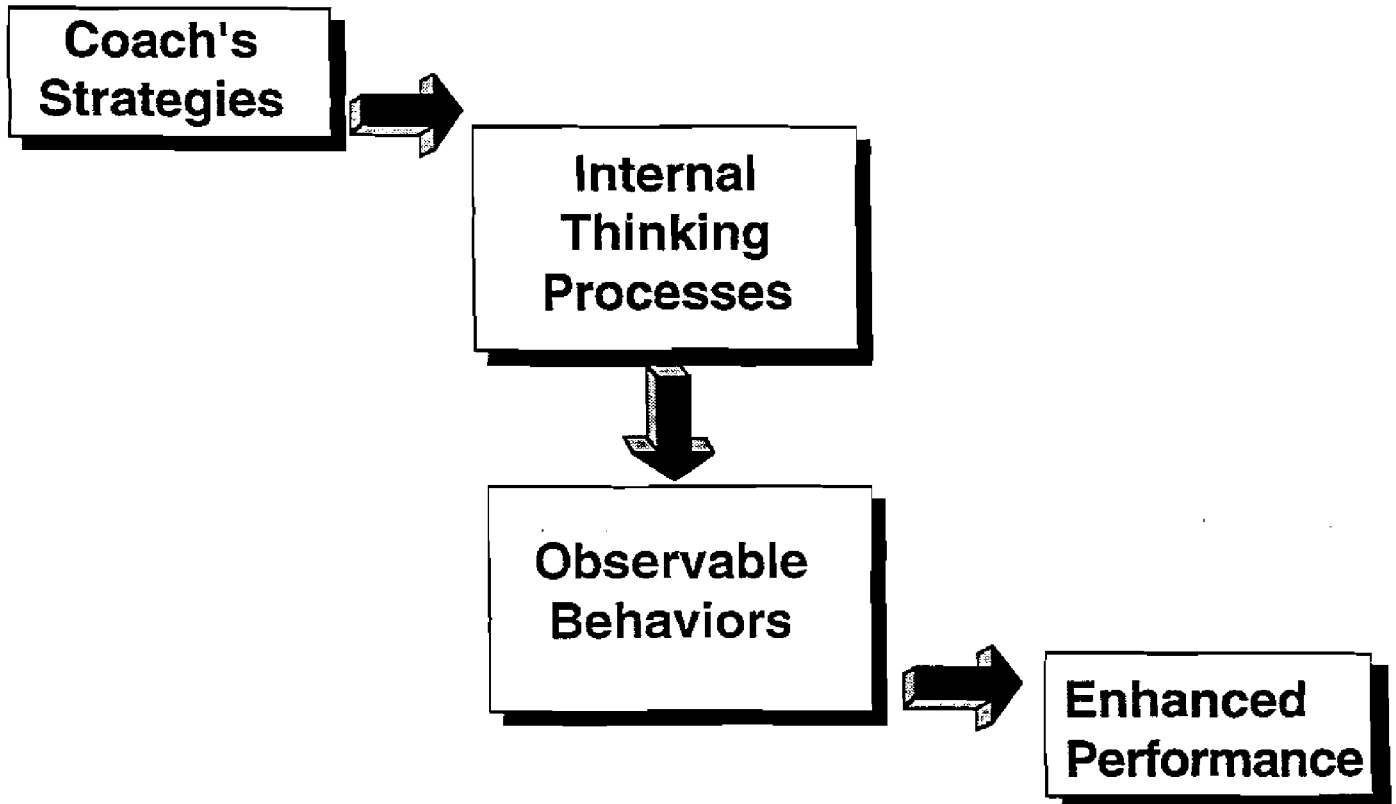 Coach's
Strategies
Internal
Thinking
Processes
Observable
Behaviors
Enhanced
Performance